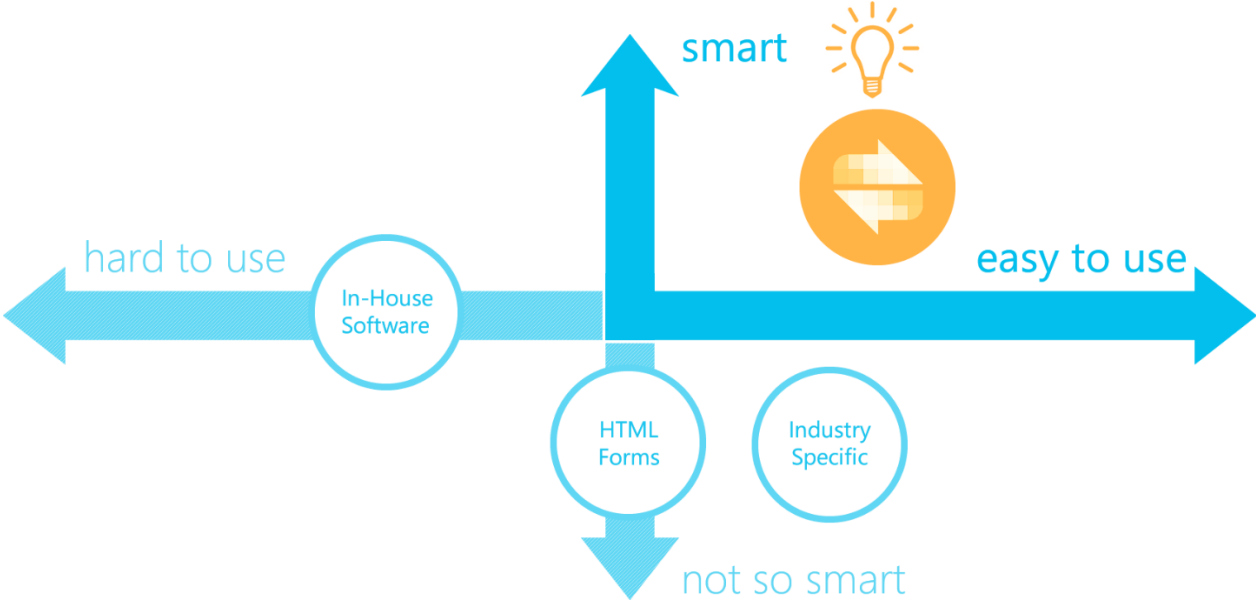 smart
hard to use
easy to use
In-House
Software
HTML
Forms
Industry
Specific
not so smart